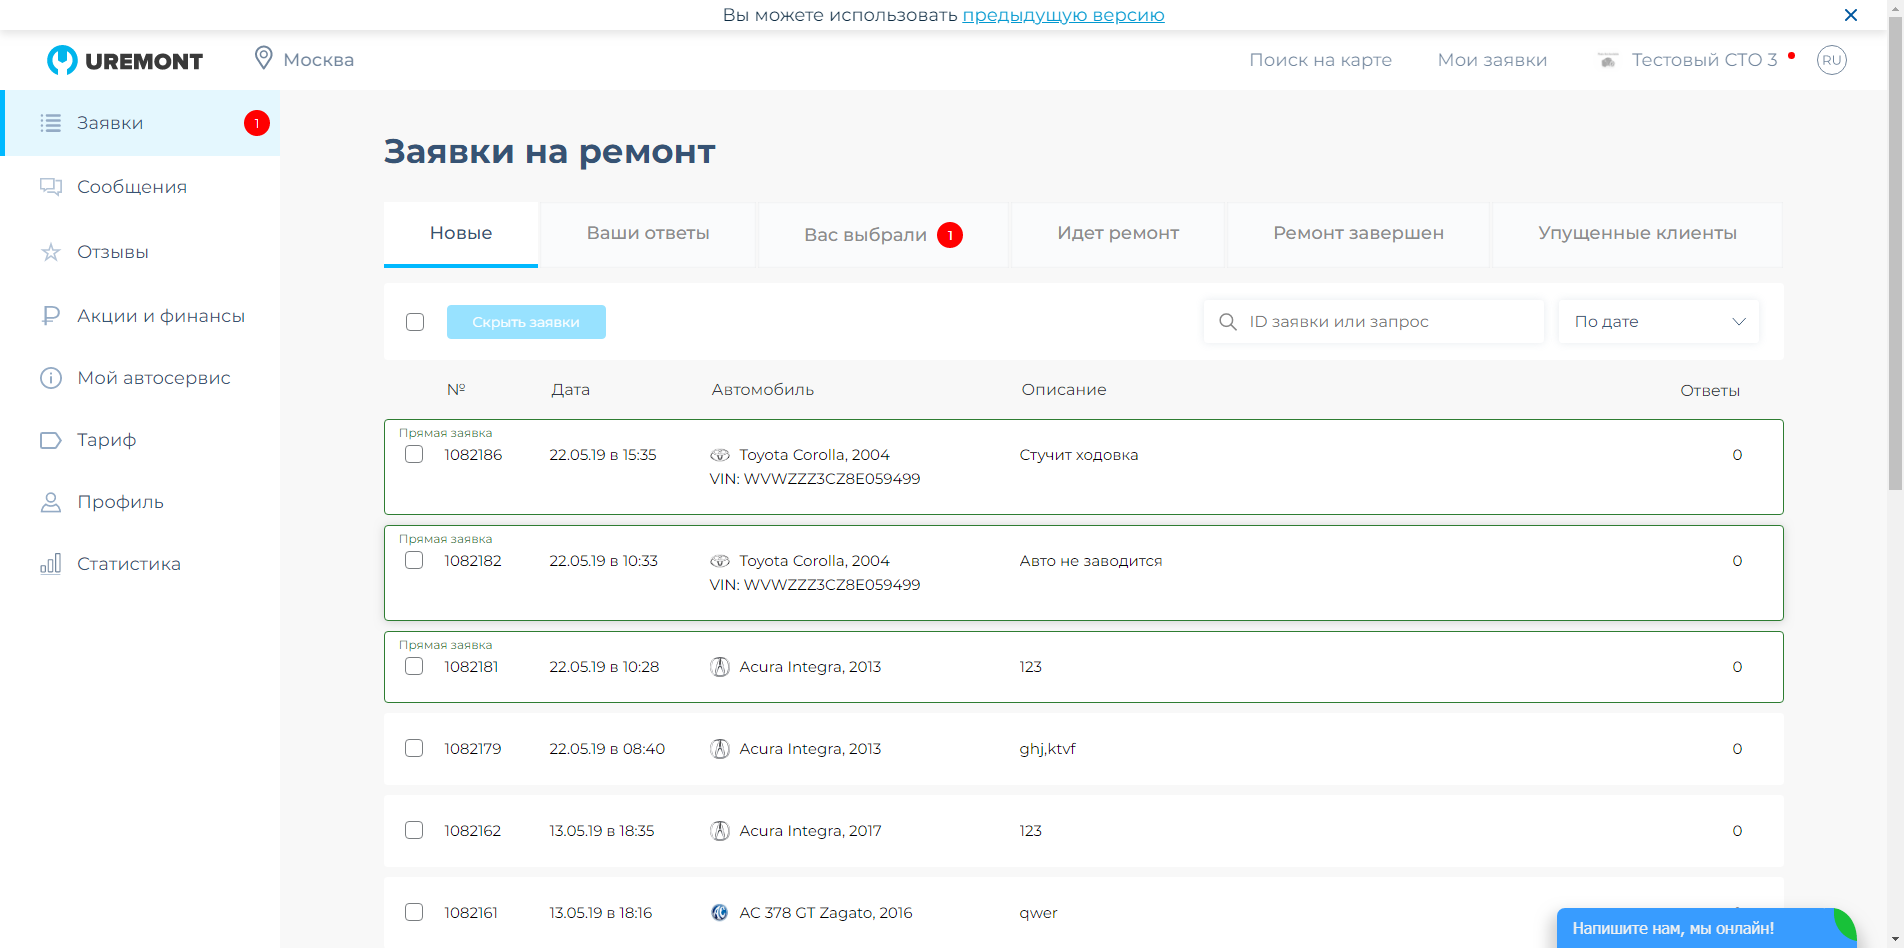 Вы можете использовать предыдущую версию
UREMONT
Москва
Поиск на карте
Мои заявки
Тестовый СТО 3
RU
Заявки
1
Сообщения
Отзывы
Акции и финансы
Мой автосервис
Тариф
Профиль
Статистика
Заявки на ремонт
Новые
Ваши ответы
Вас выбрали 1
Идет ремонт
Ремонт завершен
Упущенные клиенты
Скрыть заявки
ID заявки или запрос
По дате
№ Дата Автомобиль Описание Ответы
Прямая заявка
1082186 22.05.19 в 15:35 Toyota Corolla, 2004 Стучит ходовка 0
VIN: WVWZZZ3CZ8E059499
Прямая заявка
1082182 22.05.19 в 10:33 Toyota Corolla, 2004 Авто не заводится 0
VIN: WVWZZZ3CZ8E059499
Прямая заявка
1082181 22.05.19 в 10:28 Acura Integra, 2013 123 0
1082179 22.05.19 в 08:40 Acura Integra, 2013 ghj,ktvf 0
1082162 13.05.19 в 18:35 Acura Integra, 2017 123 0
1082161 13.05.19 в 18:16 AC 378 GT Zagato, 2016 qwer
Напишите нам, мы онлайн!